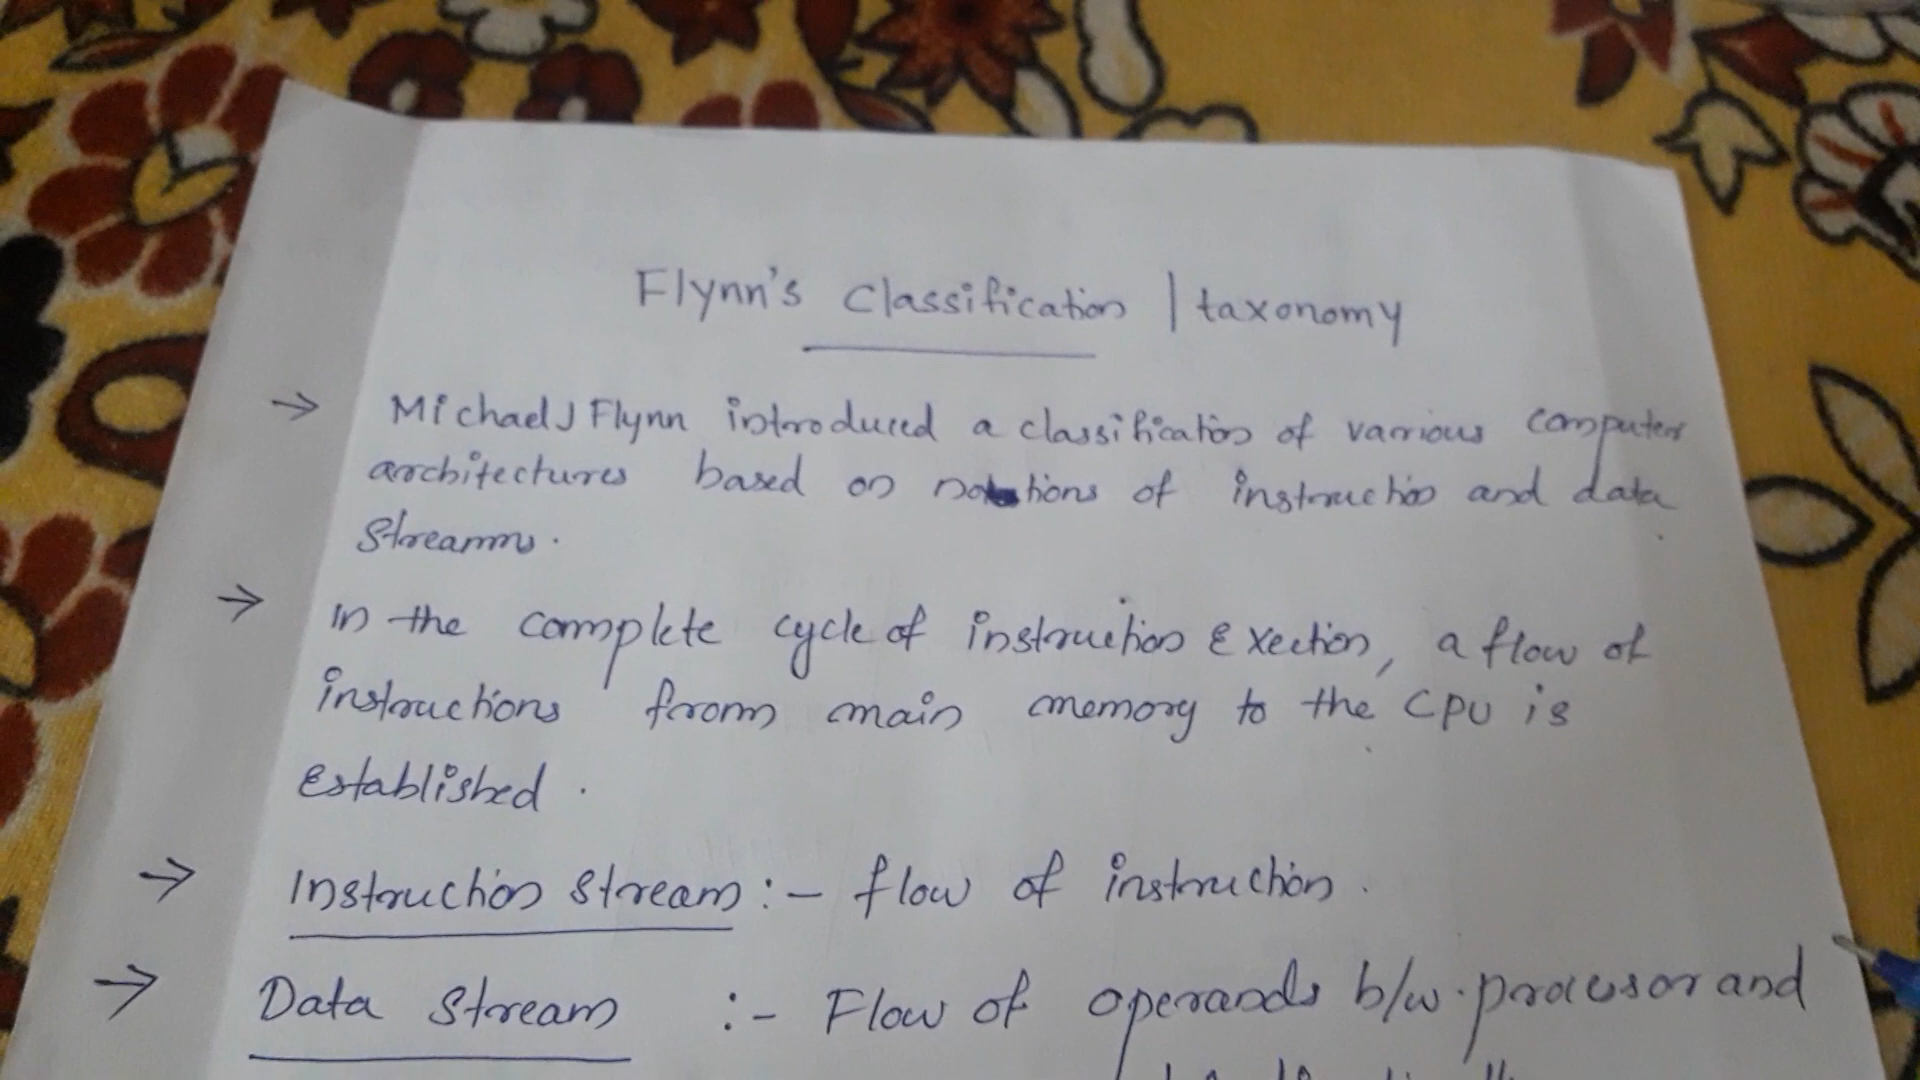 Flynn's Classification | taxonomy
→ Michael J Flynn introduced a classification of various computer
architectures based on notions of instruction and data
Streams.
→ In the complete cycle of instruction Exection, a flow of
instructions from main memory to the CPU is
Established.
→ Instruction Stream :- flow of instruction.
→ Data Stream :- Flow of operands b/w processor and